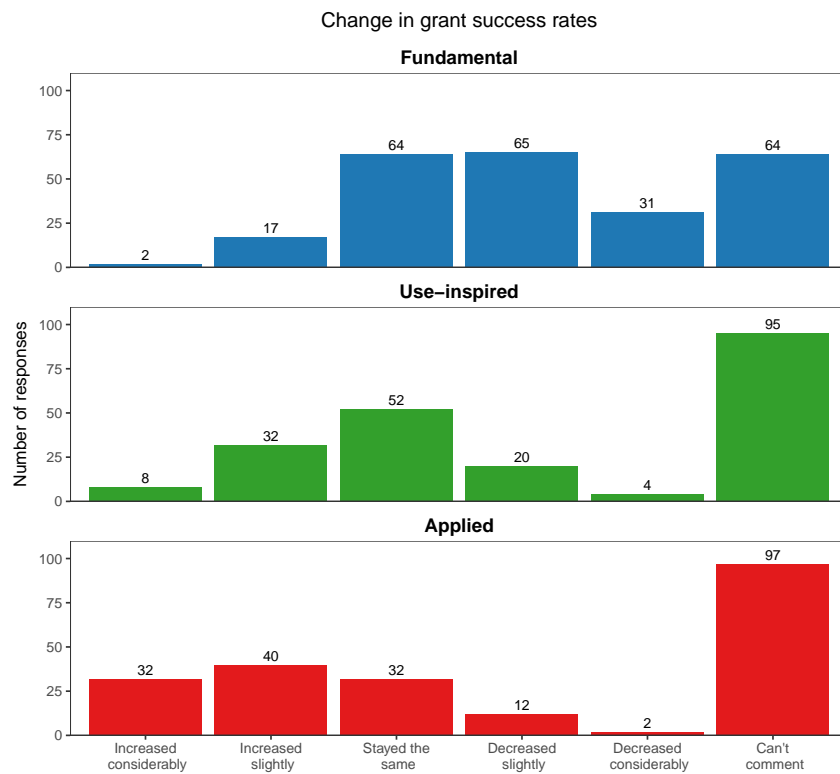 Change in grant success rates
Fundamental
100
75
50
25
0
2
17
64
65
31
64
Use−inspired
Number of responses
100
75
50
25
0
8
32
52
20
4
95
Applied
100
75
50
25
0
32
40
32
12
2
97
Increased
considerably
Increased
slightly
Stayed the
same
Decreased
slightly
Decreased
considerably
Can't
comment